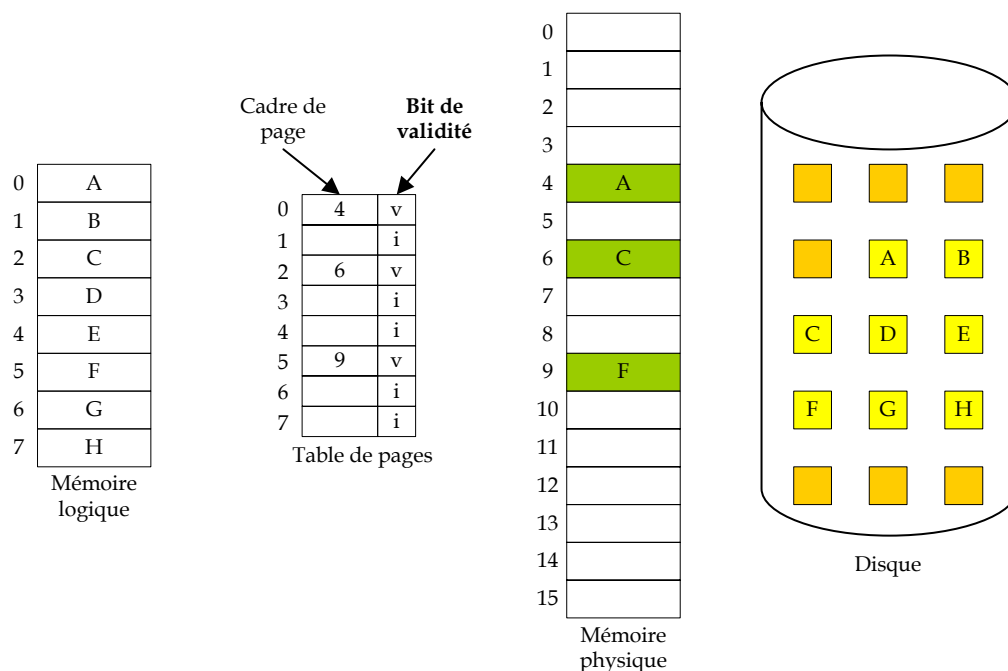 Cadre de
page
Bit de
validité
0 A
1 B
2 C
3 D
4 E
5 F
6 G
7 H
Mémoire
logique
0 4 v
1 i
2 6 v
3 i
4 i
5 9 v
6 i
7 i
Table de pages
0
1
2
3
4 A
5
6 C
7
8
9 F
10
11
12
13
14
15
Mémoire
physique
A B
C D E
F G H
Disque